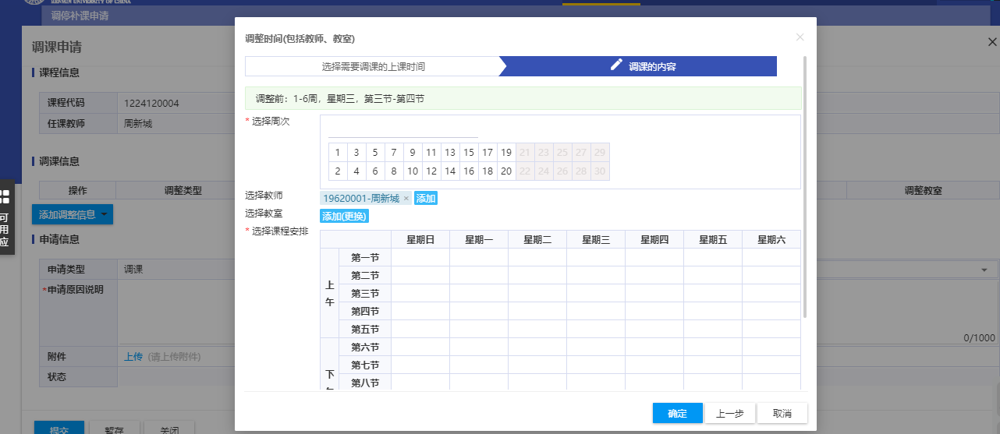 RENMIN UNIVERSITY OF CHINA
调停补课申请
调课申请
课程信息
课程代码 1224120004
任课教师 周新城
调课信息
操作 调整类型 调整教室
添加调整信息
申请信息
申请类型 调课
*申请原因说明
0/1000
附件 上传 (请上传附件)
状态
提交 暂存 关闭
可用应
调整时间(包括教师、教室)
选择需要调课的上课时间 调课的内容
调整前：1-6周，星期三，第三节-第四节
* 选择周次
1 3 5 7 9 11 13 15 17 19 21 23 25 27 29
2 4 6 8 10 12 14 16 18 20 22 24 26 28 30
选择教师 19620001-周新城 × 添加
选择教室 添加(更换)
* 选择课程安排
星期日 星期一 星期二 星期三 星期四 星期五 星期六
上午
第一节
第二节
第三节
第四节
第五节
下
第六节
第七节
第八节
确定 上一步 取消